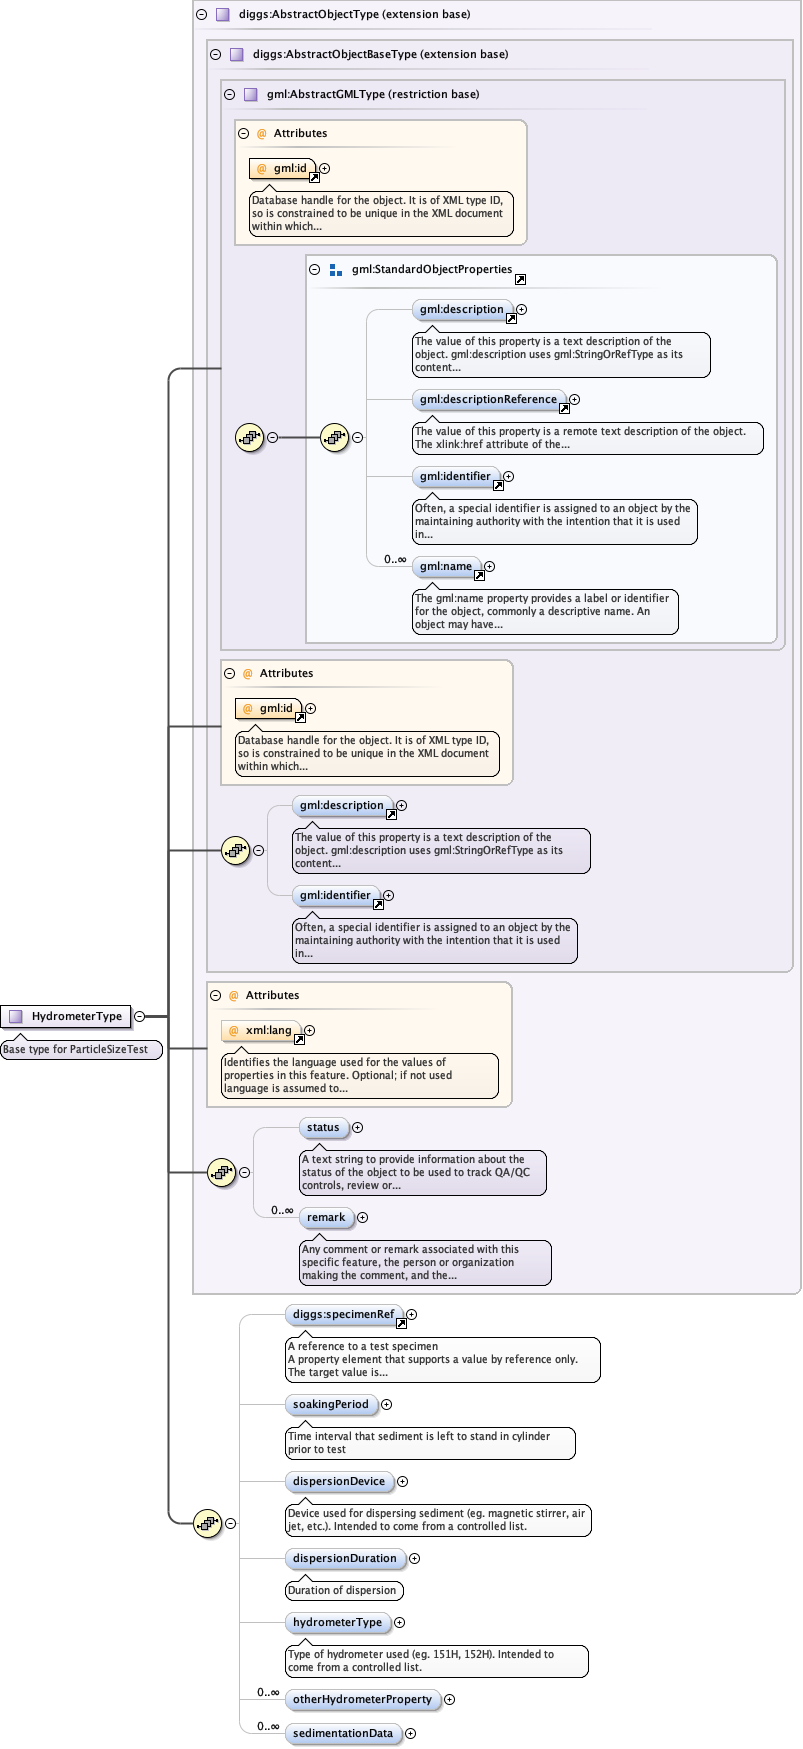 diggs:AbstractObjectType (extension base)
diggs:AbstractObjectBaseType (extension base)
gml:AbstractGMLType (restriction base)
@ Attributes
@ gml:id
Database handle for the object. It is of XML type ID,
so is constrained to be unique in the XML document
within which...
gml:StandardObjectProperties
gml:description
The value of this property is a text description of the
object. gml:description uses gml:StringOrRefType as its
content...
gml:descriptionReference
The value of this property is a remote text description of the object.
The xlink:href attribute of the...
gml:identifier
Often, a special identifier is assigned to an object by the
maintaining authority with the intention that it is used
in...
0..∞
gml:name
The gml:name property provides a label or identifier
for the object, commonly a descriptive name. An
object may have...
@ Attributes
@ gml:id
Database handle for the object. It is of XML type ID,
so is constrained to be unique in the XML document
within which...
gml:description
The value of this property is a text description of the
object. gml:description uses gml:StringOrRefType as its
content...
gml:identifier
Often, a special identifier is assigned to an object by the
maintaining authority with the intention that it is used
in...
HydrometerType
Base type for ParticleSizeTest
@ Attributes
@ xml:lang
Identifies the language used for the values of
properties in this feature. Optional; if not used
language is assumed to...
status
A text string to provide information about the
status of the object to be used to track QA/QC
controls, review or...
0..∞
remark
Any comment or remark associated with this
specific feature, the person or organization
making the comment, and the...
diggs:specimenRef
A reference to a test specimen
A property element that supports a value by reference only.
The target value is...
soakingPeriod
Time interval that sediment is left to stand in cylinder
prior to test
dispersionDevice
Device used for dispersing sediment (eg. magnetic stirrer, air
jet, etc.). Intended to come from a controlled list.
dispersionDuration
Duration of dispersion
hydrometerType
Type of hydrometer used (eg. 151H, 152H). Intended to
come from a controlled list.
0..∞
otherHydrometerProperty
0..∞
sedimentationData